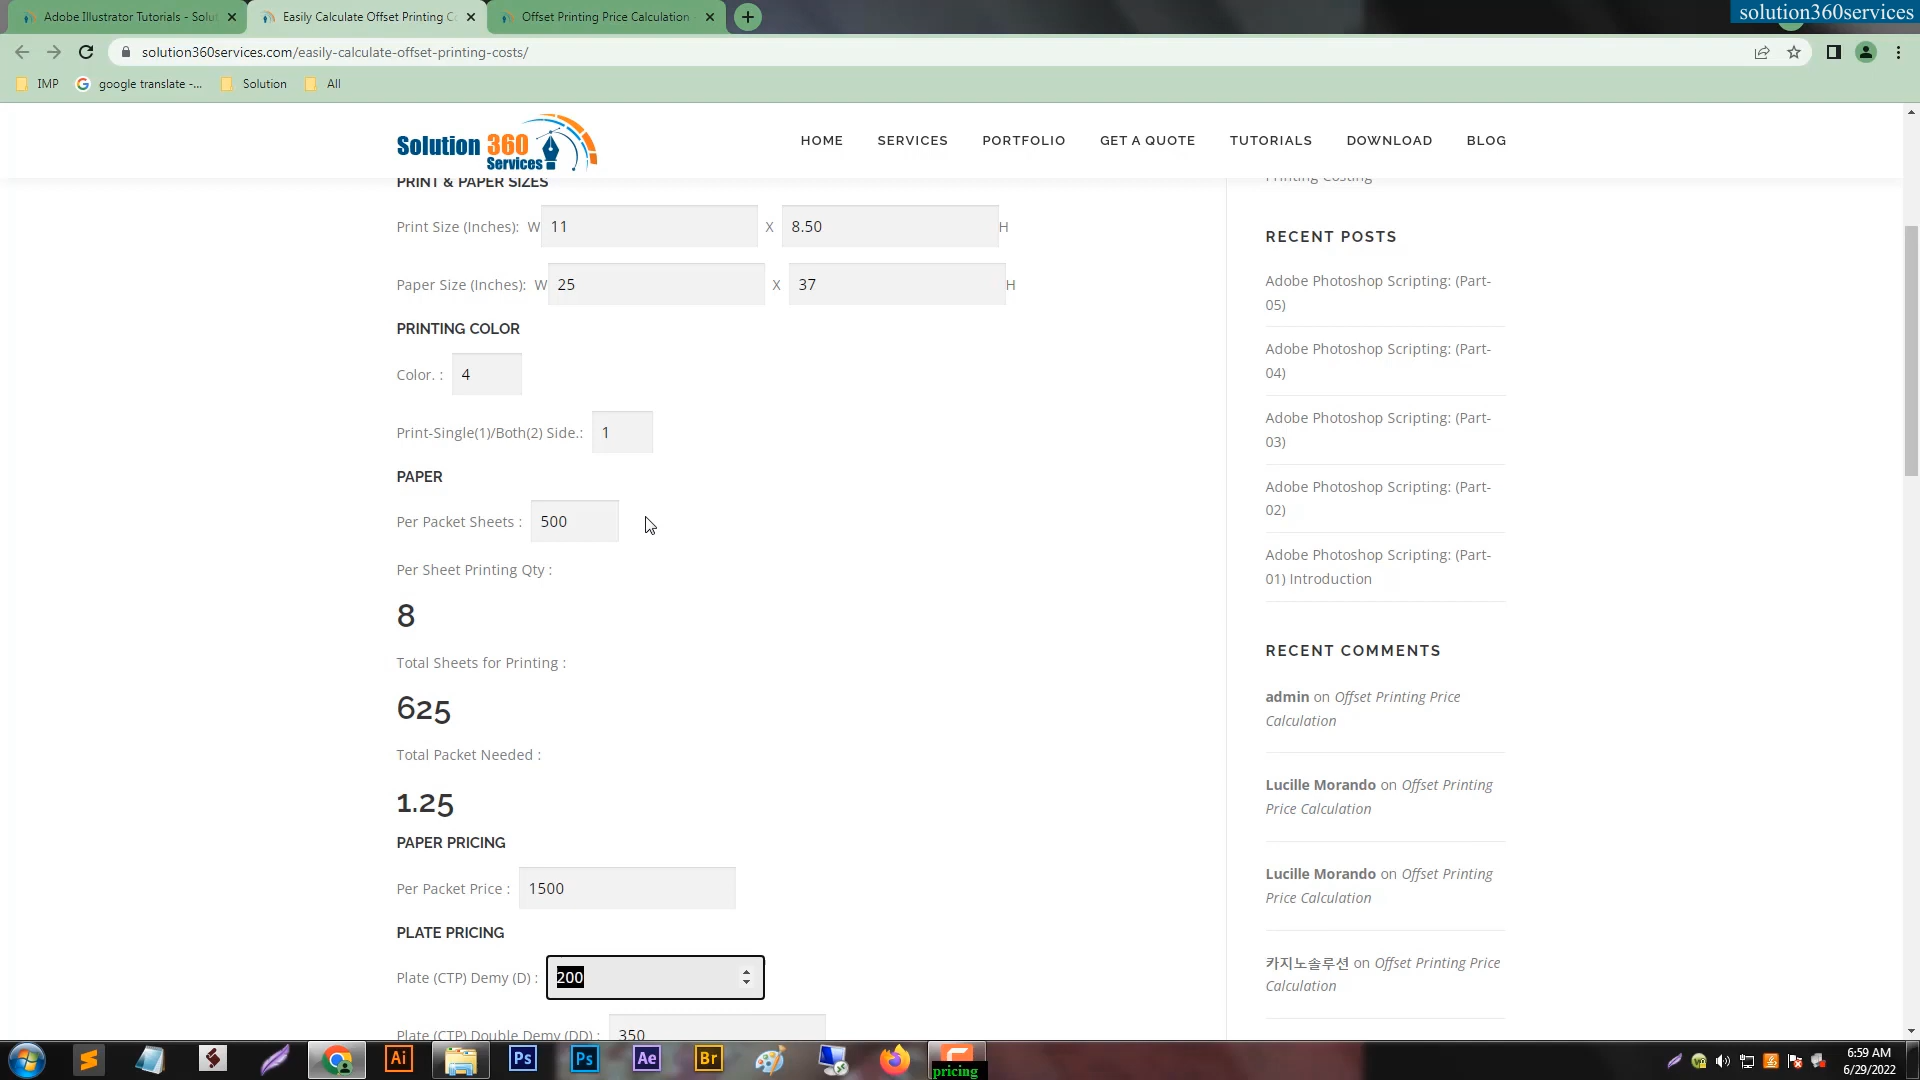 solution360services
Adobe Illustrator Tutorials - Solut
Easily Calculate Offset Printing Co
Offset Printing Price Calculation
solution360services.com/easily-calculate-offset-printing-costs/
IMP
google translate -...
Solution
All
Solution 360
Services
HOME
SERVICES
PORTFOLIO
GET A QUOTE
TUTORIALS
DOWNLOAD
BLOG
PRINT & PAPER SIZES
Print Size (Inches): W 11 X 8.50 H
Paper Size (Inches): W 25 X 37 H
PRINTING COLOR
Color. : 4
Print-Single(1)/Both(2) Side.: 1
PAPER
Per Packet Sheets : 500
Per Sheet Printing Qty :
8
Total Sheets for Printing :
625
Total Packet Needed :
1.25
PAPER PRICING
Per Packet Price : 1500
PLATE PRICING
Plate (CTP) Demy (D) : 200
Plate (CTP) Double Demy (DD) : 350
Printing Costing
RECENT POSTS
Adobe Photoshop Scripting: (Part-
05)
Adobe Photoshop Scripting: (Part-
04)
Adobe Photoshop Scripting: (Part-
03)
Adobe Photoshop Scripting: (Part-
02)
Adobe Photoshop Scripting: (Part-
01) Introduction
RECENT COMMENTS
admin on Offset Printing Price
Calculation
Lucille Morando on Offset Printing
Price Calculation
Lucille Morando on Offset Printing
Price Calculation
카지노솔루션 on Offset Printing Price
Calculation
Ai
Ps
Ps
Ae
Br
pricing
6:59 AM
6/29/2022